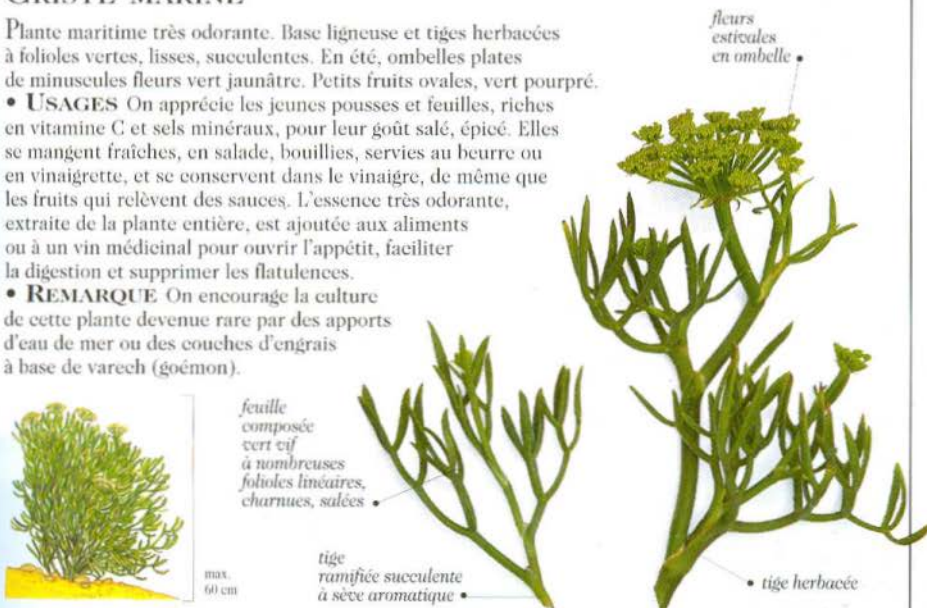 CRISTE MARINE
Plante maritime très odorante. Base ligneuse et tiges herbacées
à folioles vertes, lisses, succulentes. En été, ombelles plates
de minuscules fleurs vert jaunâtre. Petits fruits ovales, vert pourpré.
• USAGES On apprécie les jeunes pousses et feuilles, riches
en vitamine C et sels minéraux, pour leur goût salé, épicé. Elles
se mangent fraîches, en salade, bouillies, servies au beurre ou
en vinaigrette, et se conservent dans le vinaigre, de même que
les fruits qui relèvent des sauces. L'essence très odorante,
extraite de la plante entière, est ajoutée aux aliments
ou à un vin médicinal pour ouvrir l'appétit, faciliter
la digestion et supprimer les flatulences.
• REMARQUE On encourage la culture
de cette plante devenue rare par des apports
d'eau de mer ou des couches d'engrais
à base de varech (goémon).
fleurs
estivales
en ombelle •
feuille
composée
vert vif
à nombreuses
folioles linéaires,
charnues, salées •
max.
60 cm
tige
ramifiée succulente
à sève aromatique •
• tige herbacée